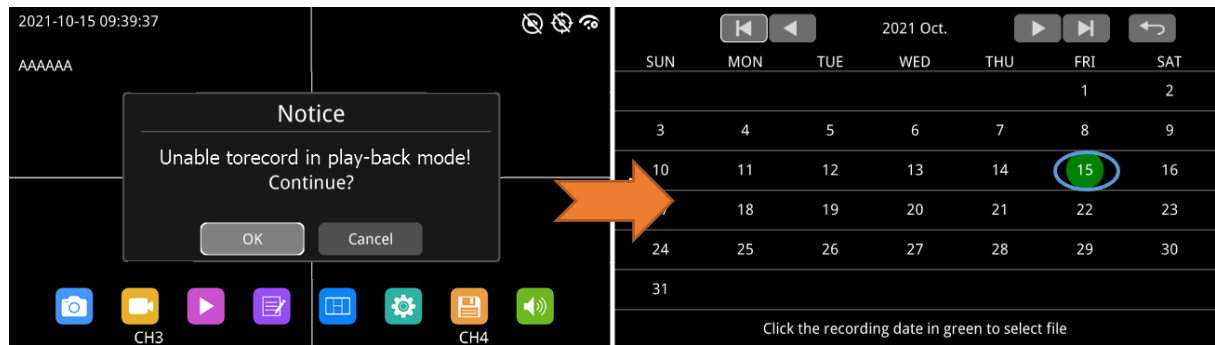 2021-10-15 09:39:37
AAAAAA
Notice
Unable torecord in play-back mode!
Continue?
OK Cancel
CH3 CH4
2021 Oct.
SUN MON TUE WED THU FRI SAT
1 2
3 4 5 6 7 8 9
10 11 12 13 14 15 16
18 19 20 21 22 23
24 25 26 27 28 29 30
31
Click the recording date in green to select file